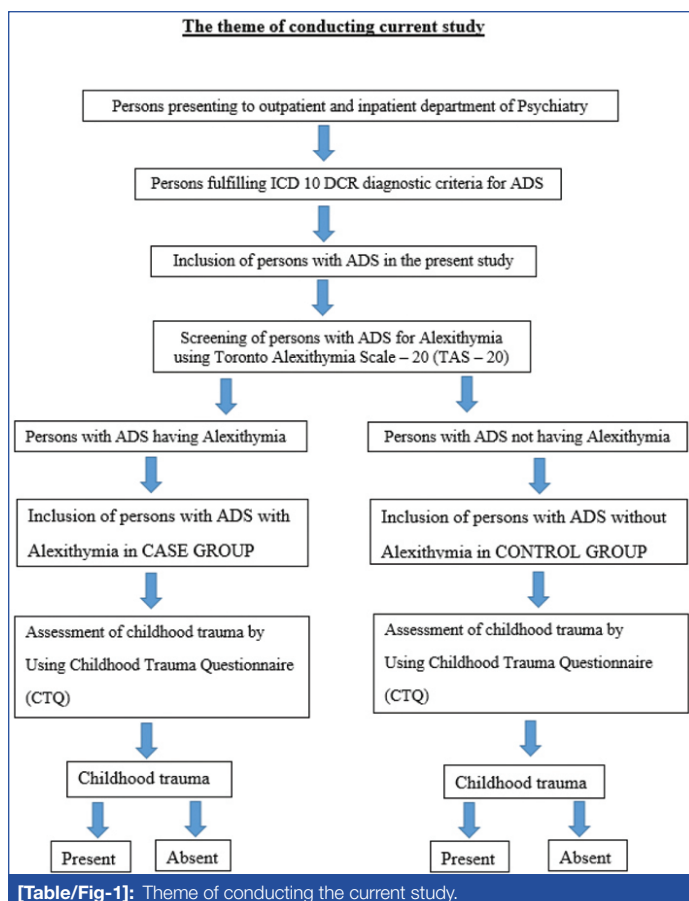 The theme of conducting current study
Persons presenting to outpatient and inpatient department of Psychiatry
Persons fulfilling ICD 10 DCR diagnostic criteria for ADS
Inclusion of persons with ADS in the present study
Screening of persons with ADS for Alexithymia
using Toronto Alexithymia Scale – 20 (TAS – 20)
Persons with ADS having Alexithymia
Persons with ADS not having Alexithymia
Inclusion of persons with ADS with
Alexithymia in CASE GROUP
Inclusion of persons with ADS without
Alexithymia in CONTROL GROUP
Assessment of childhood trauma by
Using Childhood Trauma Questionnaire
(CTQ)
Assessment of childhood trauma by
Using Childhood Trauma Questionnaire
(CTQ)
Childhood trauma
Childhood trauma
Present
Absent
Present
Absent
[Table/Fig-1]: Theme of conducting the current study.